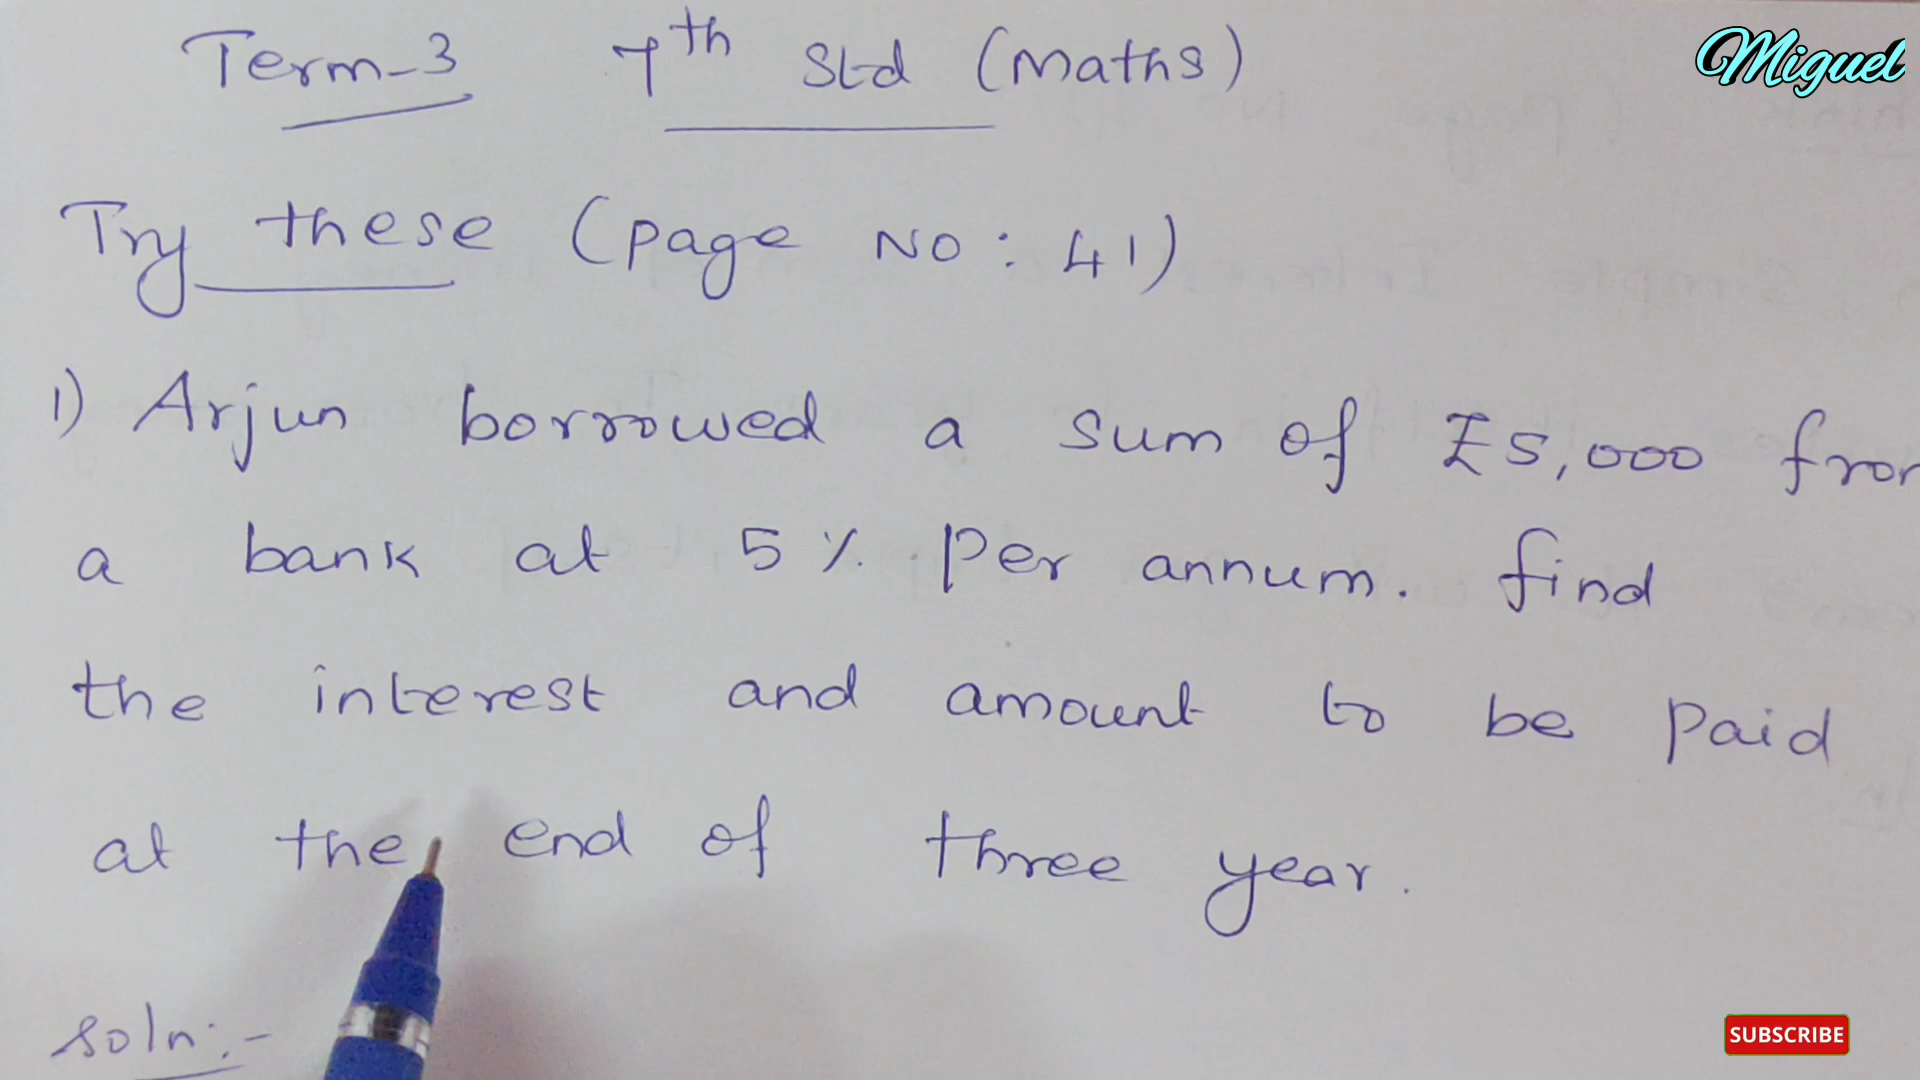 Term-3 7th Std (Maths)
Miguel
Try these (page No: 41)
1) Arjun borrowed a sum of ₹5,000 from
a bank at 5% Per annum. find
the interest and amount to be paid
at the end of three year.
soln:-
SUBSCRIBE